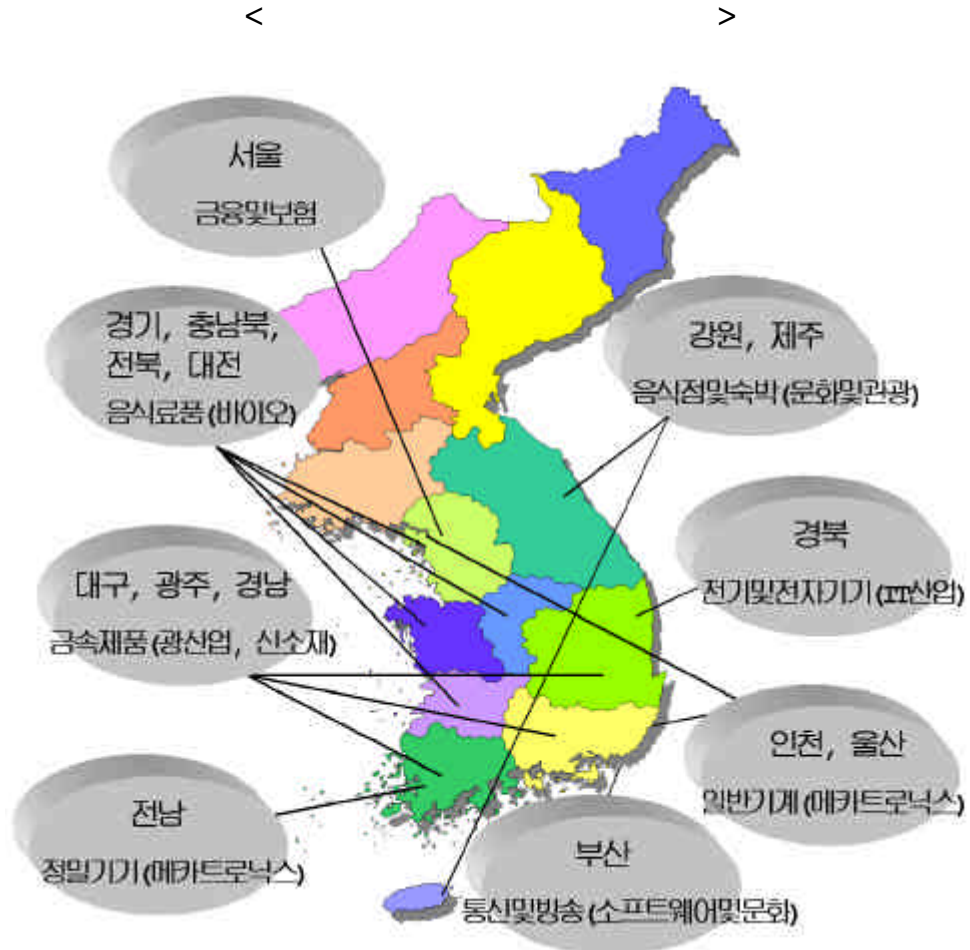 < >
서울
금융및보험
경기, 충남북,
전북, 대전
음식료품 (바이오)
강원, 제주
음식점및숙박 (문화및관광)
경북
전기및전자기기 (IT산업)
대구, 광주, 경남
금속제품 (광산업, 신소재)
인천, 울산
일반기계 (메카트로닉스)
전남
정밀기기 (메카트로닉스)
부산
통신및방송 (소프트웨어및문화)